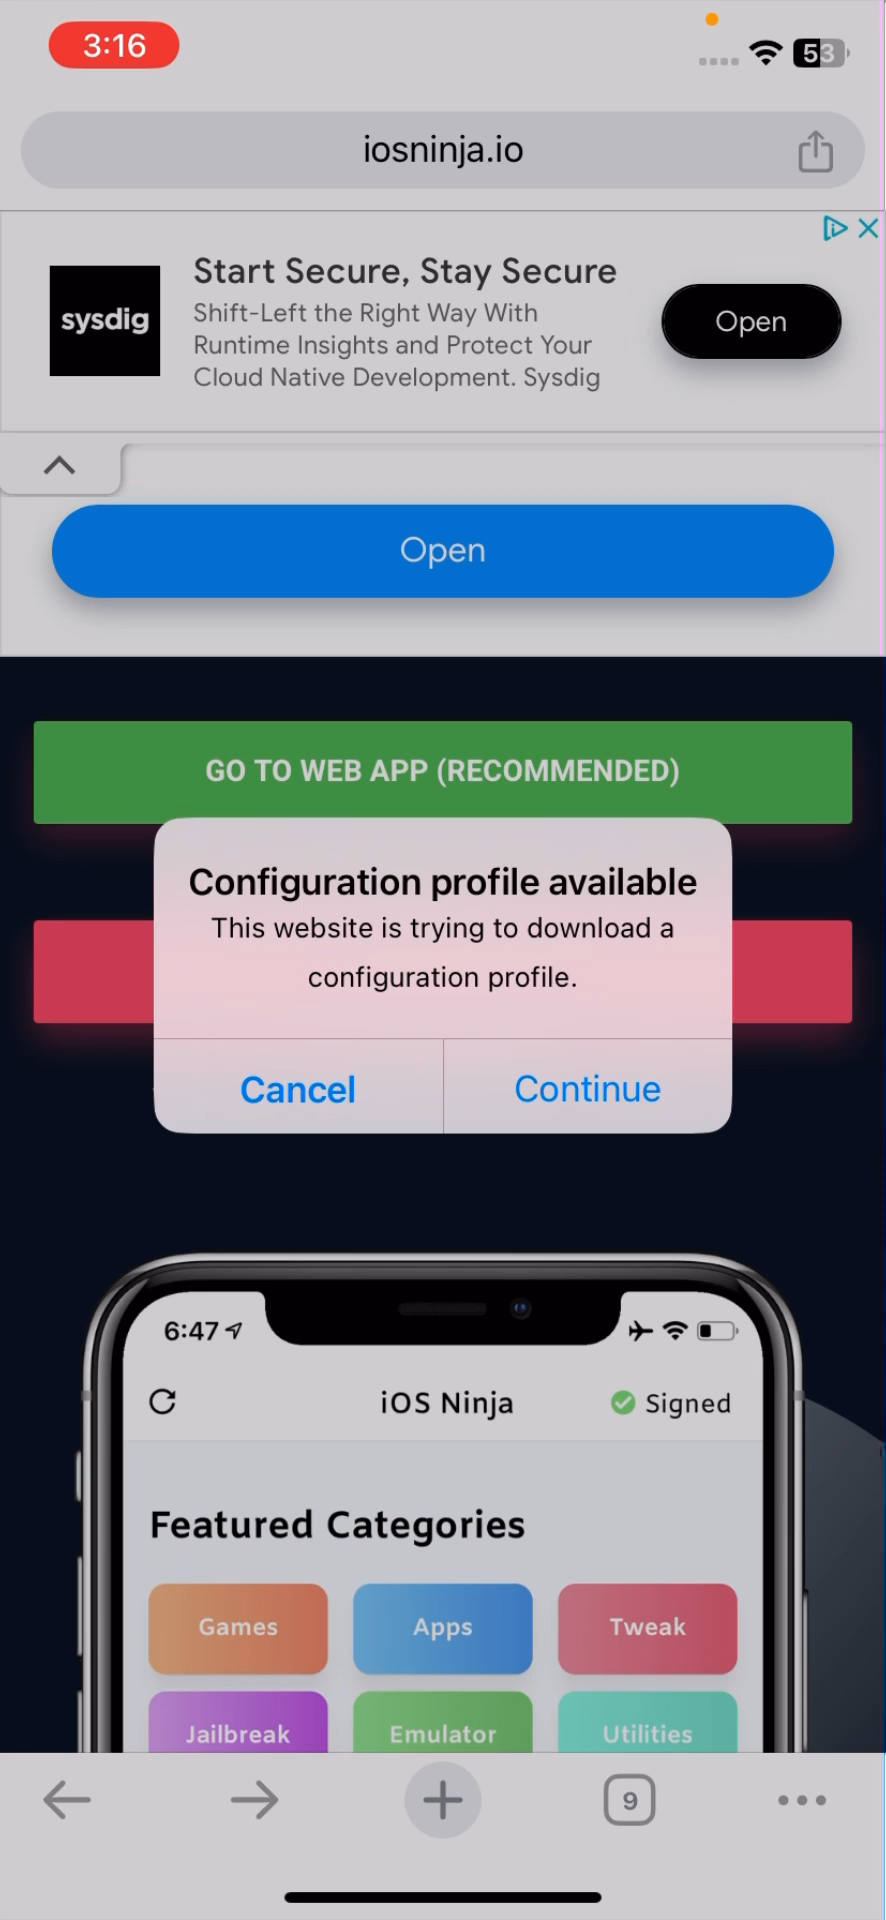 3:16
53
iosninja.io
sysdig
Start Secure, Stay Secure
Shift-Left the Right Way With
Runtime Insights and Protect Your
Cloud Native Development. Sysdig
Open
Open
GO TO WEB APP (RECOMMENDED)
Configuration profile available
This website is trying to download a
configuration profile.
Cancel
Continue
6:47
iOS Ninja
Signed
Featured Categories
Games
Apps
Tweak
Jailbreak
Emulator
Utilities
9